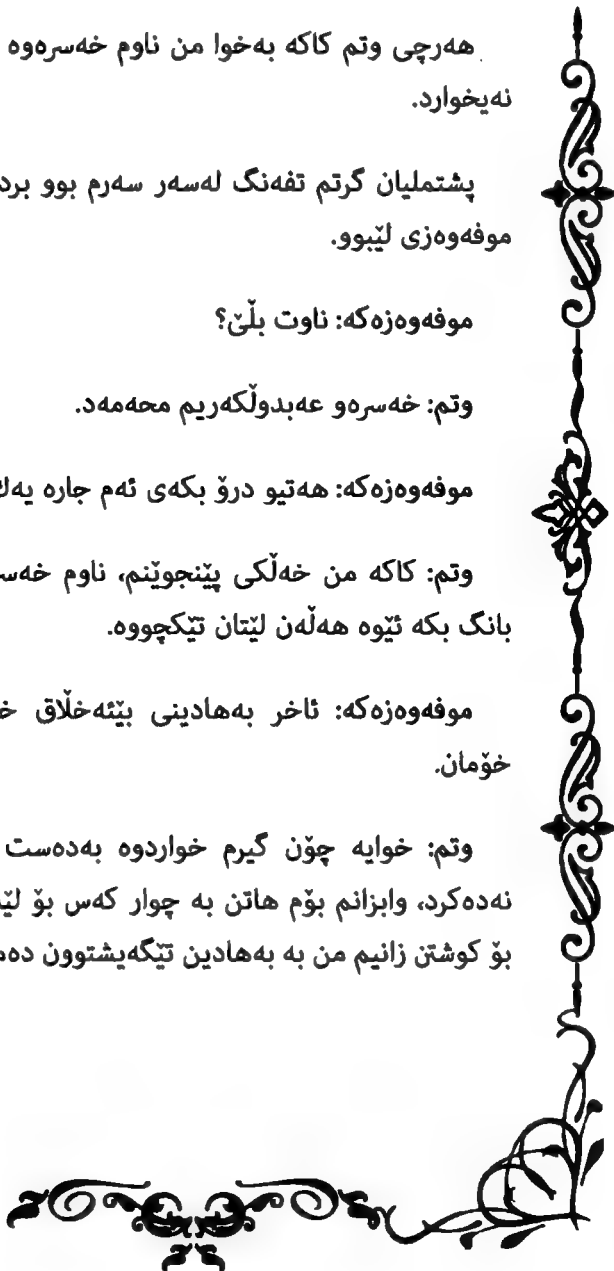 هەرچی وتم کاکە بەخوا من ناوم خەسرەوە
نەیخوارد.
پشتملیان گرتم تفەنگ لەسەر سەرم بوو برد
موفەوەزی لێبوو.
موفەوەزەکە: ناوت بڵێ؟
وتم: خەسرەو عەبدوڵکەریم محەمەد.
موفەوەزەکە: هەتیو درۆ بکەی ئەم جارە یەك
وتم: کاکە من خەڵکی پێنجوێنم، ناوم خەس
بانگ بکە ئێوە هەڵەن لێتان تێکچووە.
موفەوەزەکە: ئاخر بەهادینی بێئەخڵاق خ
خۆمان.
وتم: خوایە چۆن گیرم خواردوە بەدەست
نەدەکرد، وابزانم بۆم هاتن بە چوار کەس بۆ لێ
بۆ کوشتن زانیم من بە بەهادین تێگەیشتوون دەم